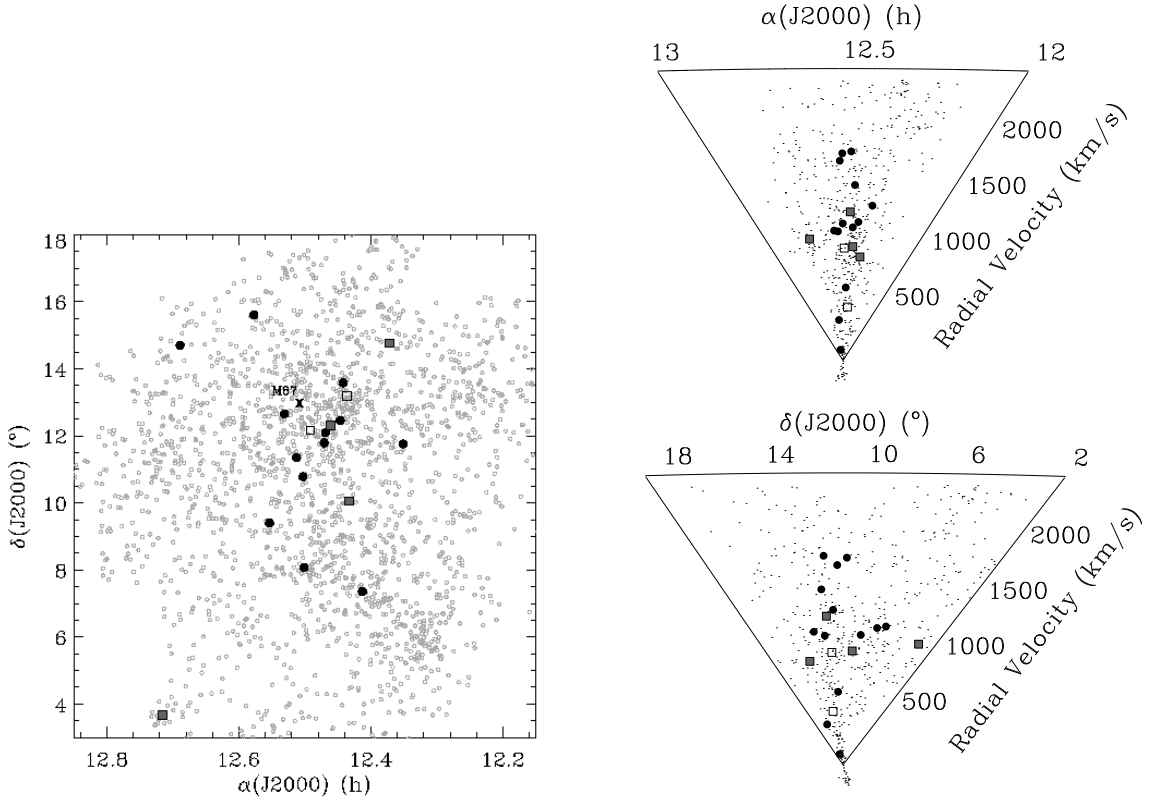 α(J2000) (h)
13 12.5 12
2000
1500
1000
500
Radial Velocity (km/s)
18
16
14
12
10
8
6
4
δ(J2000) (°)
M87
12.8 12.6 12.4 12.2
α(J2000) (h)
δ(J2000) (°)
18 14 10 6 2
2000
1500
1000
500
Radial Velocity (km/s)